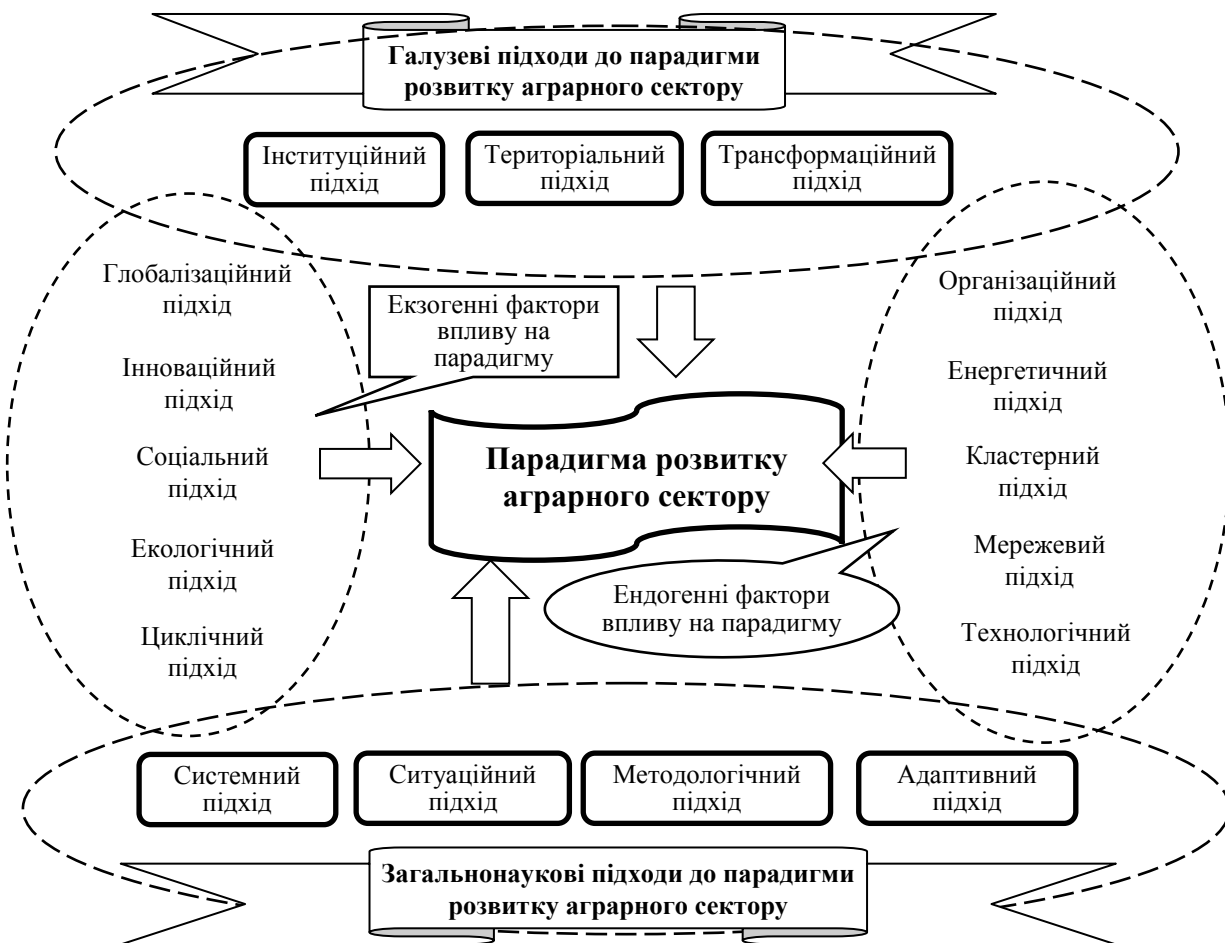 Галузеві підходи до парадигми
розвитку аграрного сектору
Інституційний
підхід
Територіальний
підхід
Трансформаційний
підхід
Глобалізаційний
підхід
Інноваційний
підхід
Соціальний
підхід
Екологічний
підхід
Циклічний
підхід
Екзогенні фактори
впливу на
парадигму
Парадигма розвитку
аграрного сектору
Ендогенні фактори
впливу на парадигму
Організаційний
підхід
Енергетичний
підхід
Кластерний
підхід
Мережевий
підхід
Технологічний
підхід
Системний
підхід
Ситуаційний
підхід
Методологічний
підхід
Адаптивний
підхід
Загальнонаукові підходи до парадигми
розвитку аграрного сектору